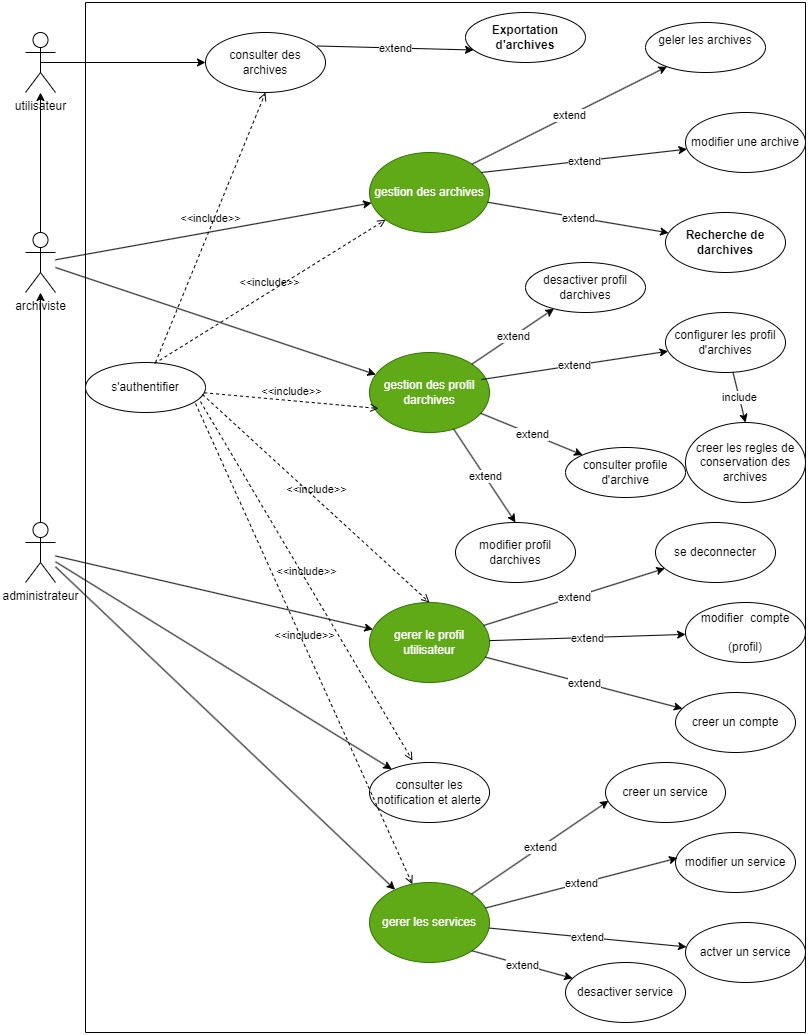 Exportation
d'archives
consulter des
archives
extend
geler les archives
utilisateur
extend
modifier une archive
extend
gestion des archives
<<include>>
extend
Recherche de
darchives
<<include>>
desactiver profil
darchives
archiviste
configurer les profil
d'archives
extend
extend
s'authentifier
<<include>>
gestion des profil
darchives
include
extend
creer les regles de
conservation des
archives
consulter profile
d'archive
extend
<<include>>
modifier profil
darchives
se deconnecter
<<include>>
administrateur
extend
modifier compte
(profil)
<<include>>
gerer le profil
utilisateur
extend
extend
creer un compte
consulter les
notification et alerte
creer un service
extend
modifier un service
extend
gerer les services
extend
actver un service
extend
desactiver service